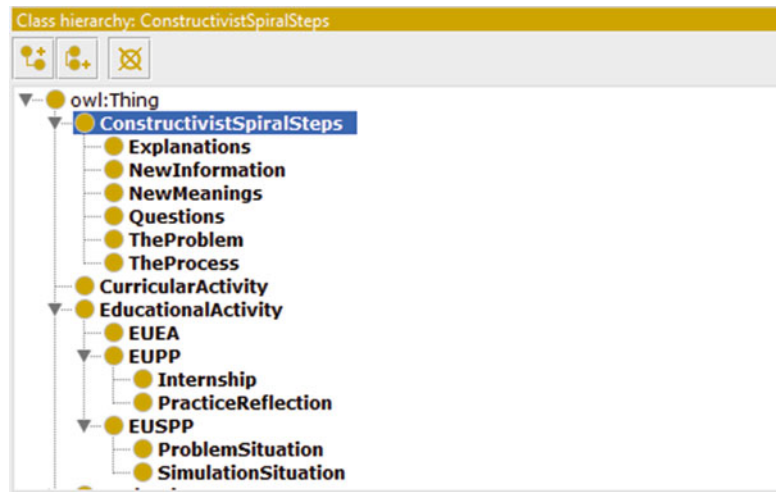 Class hierarchy: ConstructivistSpiralSteps
owl:Thing
ConstructivistSpiralSteps
Explanations
NewInformation
NewMeanings
Questions
TheProblem
TheProcess
CurricularActivity
EducationalActivity
EUEA
EUPP
Internship
PracticeReflection
EUSPP
ProblemSituation
SimulationSituation